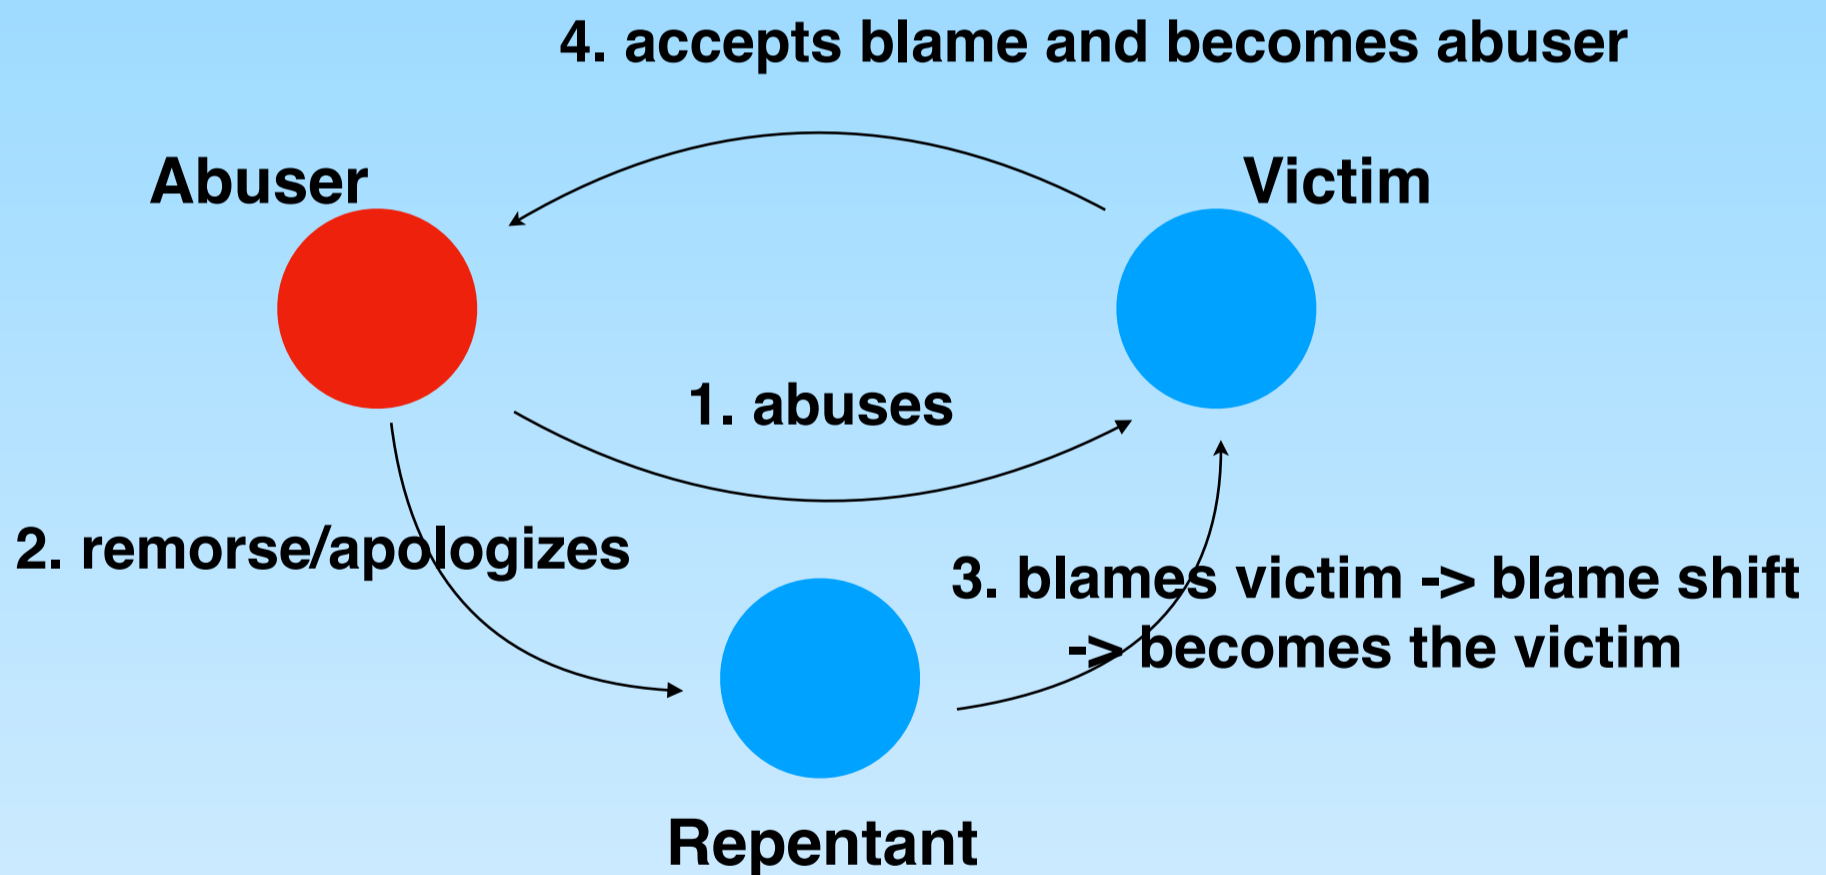 4. accepts blame and becomes abuser
Abuser
Victim
1. abuses
2. remorse/apologizes
3. blames victim -> blame shift
-> becomes the victim
Repentant